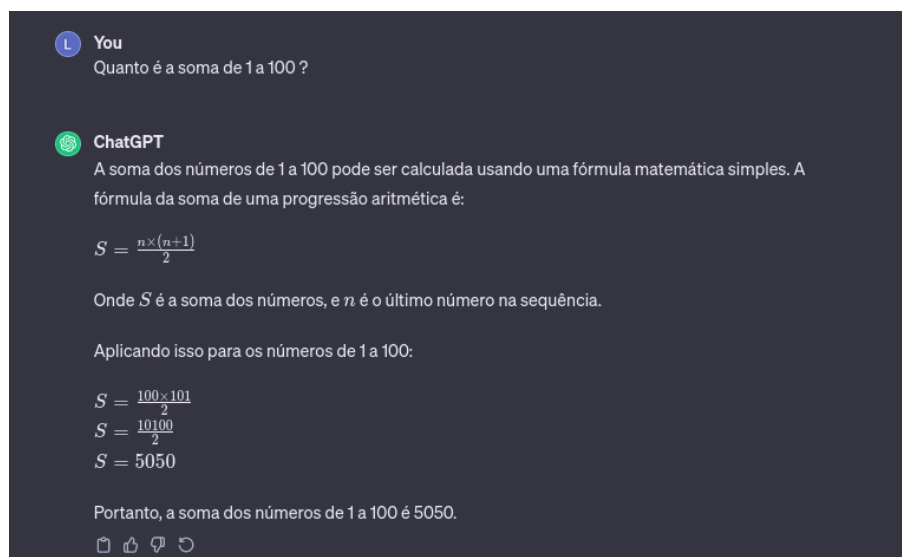 L You
Quanto é a soma de 1 a 100 ?
ChatGPT
A soma dos números de 1 a 100 pode ser calculada usando uma fórmula matemática simples. A
fórmula da soma de uma progressão aritmética é:
S = n×(n+1)/2
Onde S é a soma dos números, e n é o último número na sequência.
Aplicando isso para os números de 1 a 100:
S = 100×101/2
S = 10100/2
S = 5050
Portanto, a soma dos números de 1 a 100 é 5050.